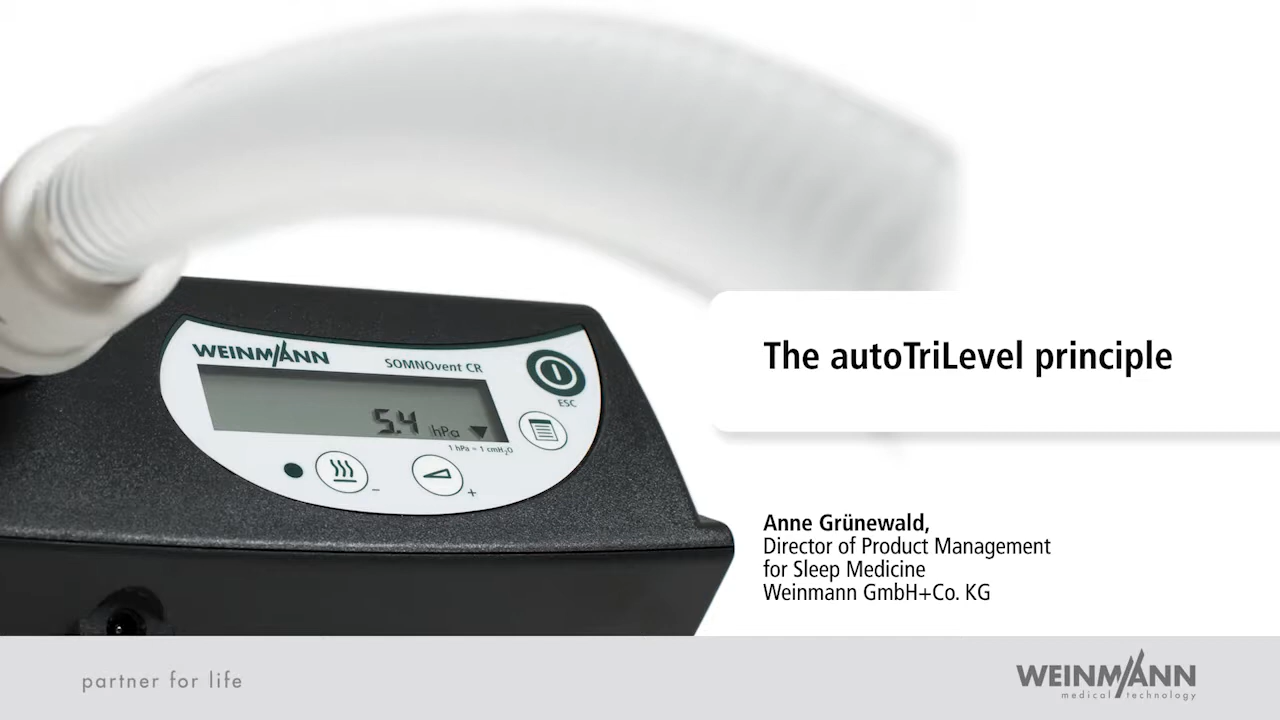 WEINMANN
SOMNOvent CR
5.4 hPa
1 hPa = 1 cmH₂O
ESC
−
+
The autoTriLevel principle
Anne Grünewald,
Director of Product Management
for Sleep Medicine
Weinmann GmbH+Co. KG
partner for life
WEINMANN
medical technology